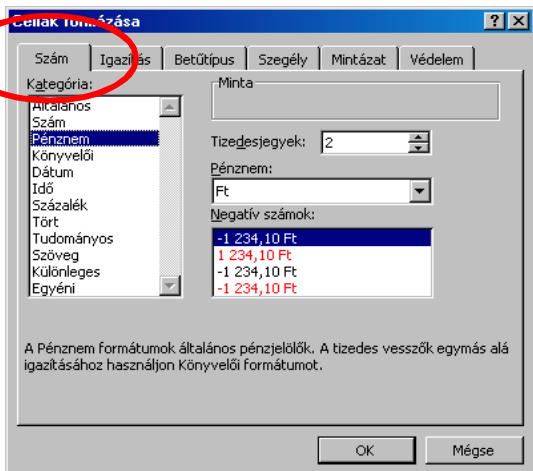 Cellák formázása
Szám Igazítás Betűtípus Szegély Mintázat Védelem
Kategória:
Általános
Szám
Pénznem
Könyvelői
Dátum
Idő
Százalék
Tört
Tudományos
Szöveg
Különleges
Egyéni
Minta
Tizedesjegyek: 2
Pénznem:
Ft
Negatív számok:
-1 234,10 Ft
1 234,10 Ft
-1 234,10 Ft
-1 234,10 Ft
A Pénznem formátumok általános pénzjelölők. A tizedes vesszők egymás alá
igazításához használjon Könyvelői formátumot.
OK Mégse